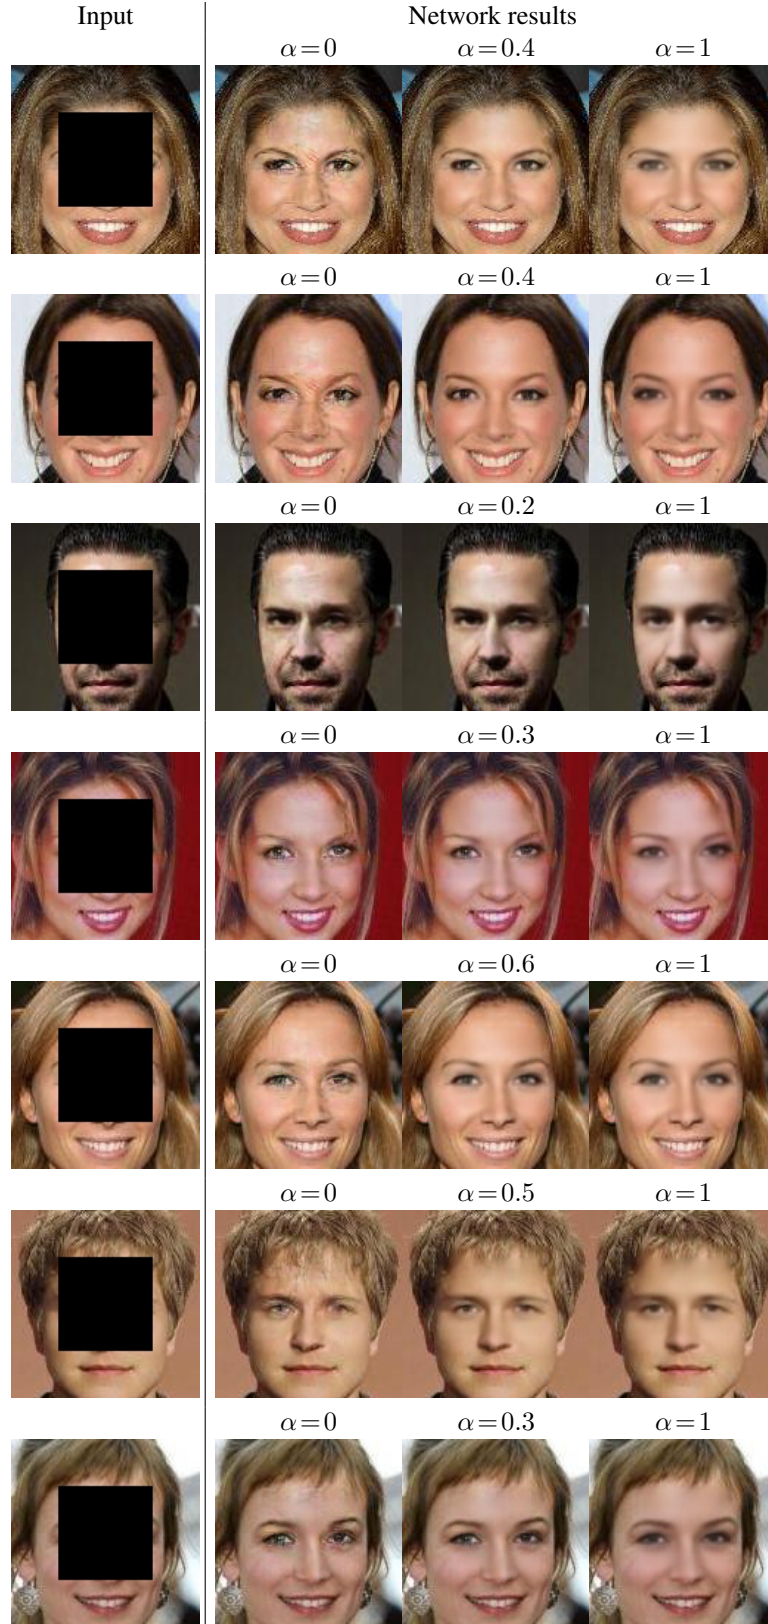 Input Network results
α=0 α=0.4 α=1
α=0 α=0.4 α=1
α=0 α=0.2 α=1
α=0 α=0.3 α=1
α=0 α=0.6 α=1
α=0 α=0.5 α=1
α=0 α=0.3 α=1